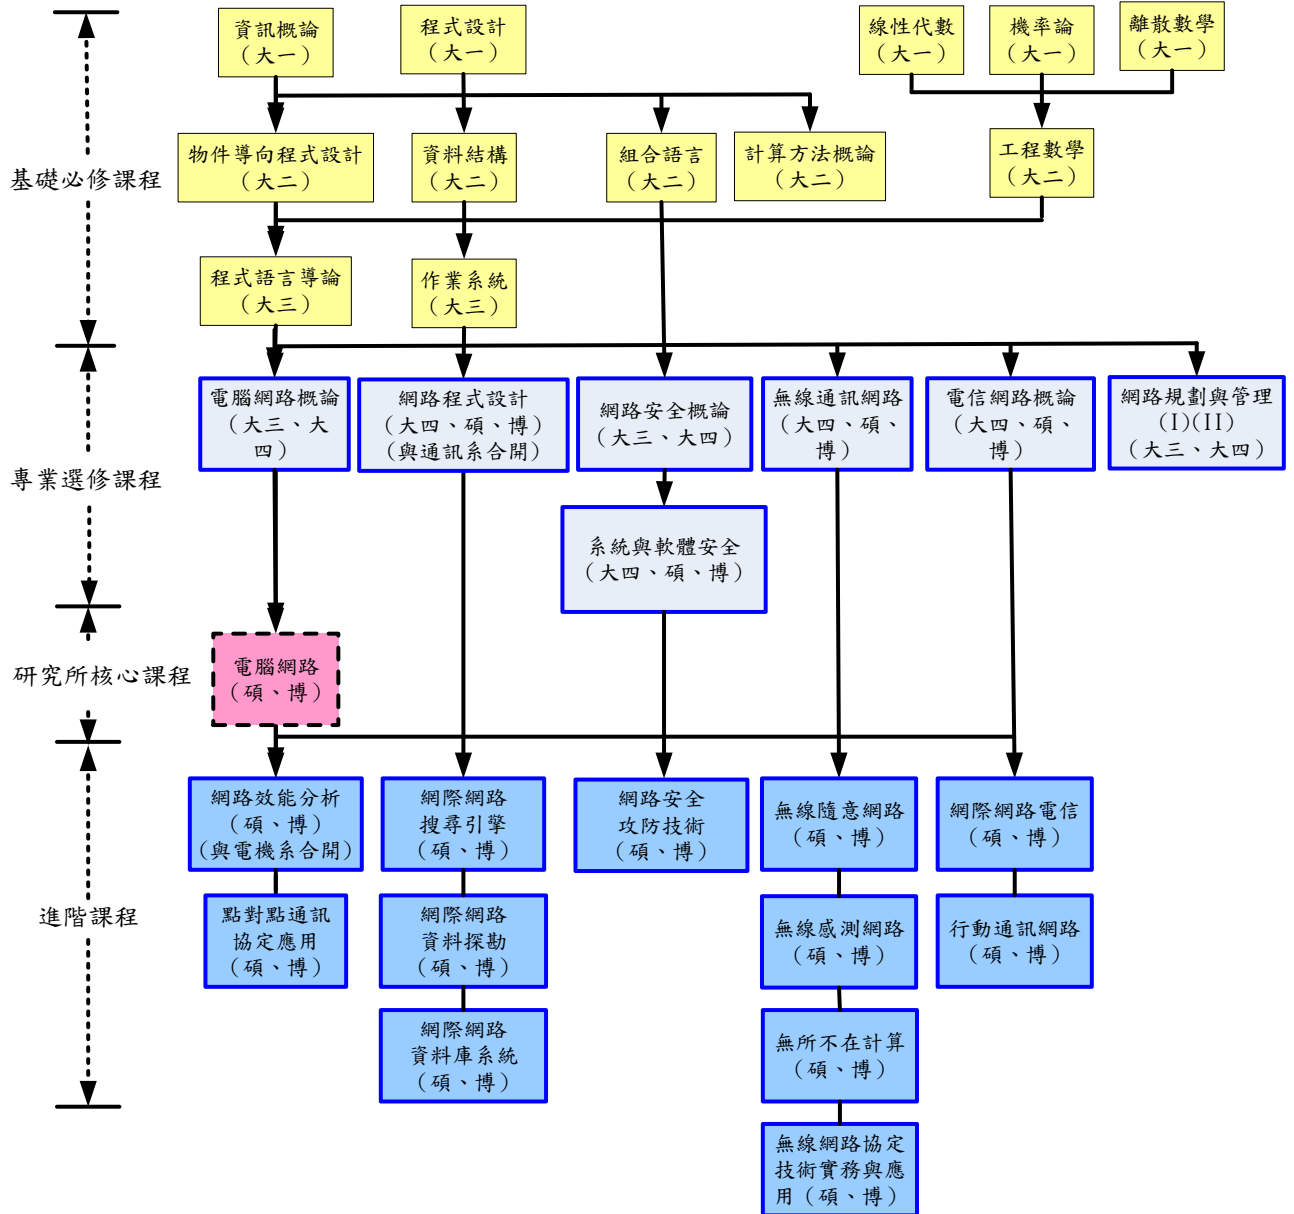 資訊概論
（大一）
程式設計
（大一）
線性代數
（大一）
機率論
（大一）
離散數學
（大一）
基礎必修課程
物件導向程式設計
（大二）
資料結構
（大二）
組合語言
（大二）
計算方法概論
（大二）
工程數學
（大二）
程式語言導論
（大三）
作業系統
（大三）
專業選修課程
電腦網路概論
（大三、大
四）
網路程式設計
（大四、碩、博）
(與通訊系合開)
網路安全概論
（大三、大四）
無線通訊網路
（大四、碩、
博）
電信網路概論
（大四、碩、
博）
網路規劃與管理
(I)(II)
（大三、大四）
系統與軟體安全
（大四、碩、博）
研究所核心課程
電腦網路
（碩、博）
進階課程
網路效能分析
（碩、博）
(與電機系合開)
網際網路
搜尋引擎
（碩、博）
網路安全
攻防技術
（碩、博）
無線隨意網路
（碩、博）
網際網路電信
（碩、博）
點對點通訊
協定應用
（碩、博）
網際網路
資料探勘
（碩、博）
無線感測網路
（碩、博）
行動通訊網路
（碩、博）
網際網路
資料庫系統
（碩、博）
無所不在計算
（碩、博）
無線網路協定
技術實務與應
用（碩、博）